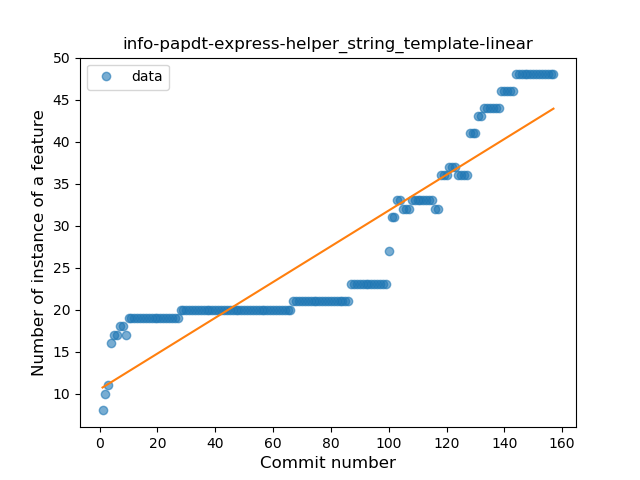 info-papdt-express-helper_string_template-linear
data
Number of instance of a feature
50
45
40
35
30
25
20
15
10
0 20 40 60 80 100 120 140 160
Commit number